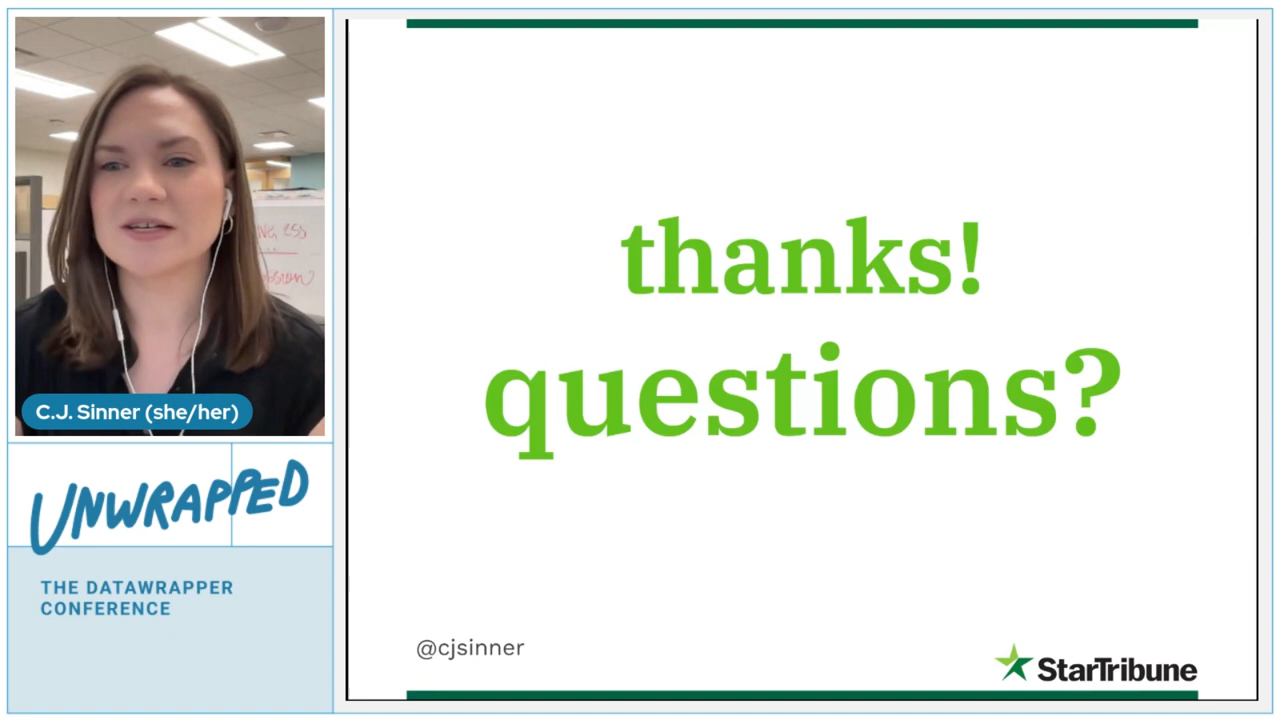 C.J. Sinner (she/her)
UNWRAPPED
THE DATAWRAPPER
CONFERENCE
thanks!
questions?
@cjsinner
StarTribune